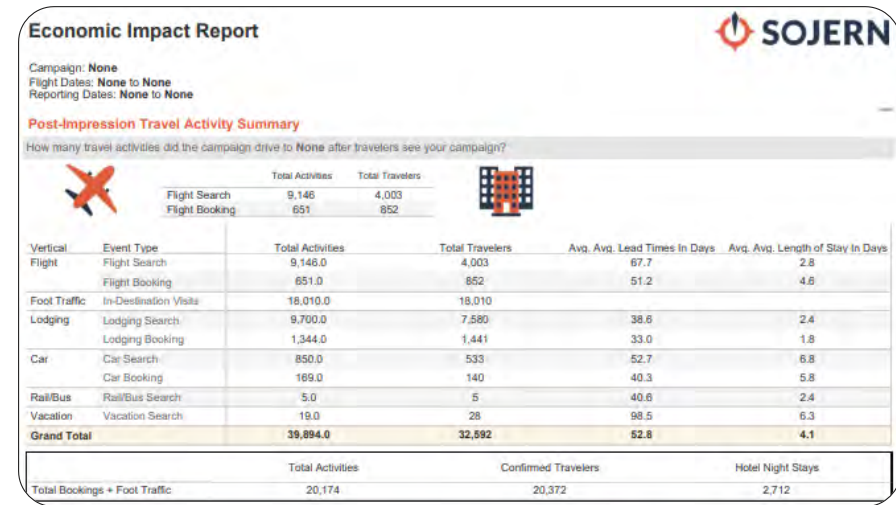 Economic Impact Report
SOJERN
Campaign: None
Flight Dates: None to None
Reporting Dates: None to None
Post-Impression Travel Activity Summary
How many travel activities did the campaign drive to None after travelers see your campaign?
Total Activities Total Travelers
Flight Search 9,146 4,003
Flight Booking 651 852
Vertical Event Type Total Activities Total Travelers Avg. Avg. Lead Times In Days Avg. Avg. Length of Stay In Days
Flight Flight Search 9,146.0 4,003 67.7 2.8
Flight Booking 651.0 852 51.2 4.6
Foot Traffic In-Destination Visits 18,010.0 18,010
Lodging Lodging Search 9,700.0 7,580 38.6 2.4
Lodging Booking 1,344.0 1,441 33.0 1.8
Car Car Search 850.0 533 52.7 6.8
Car Booking 169.0 140 40.3 5.8
Rail/Bus Rail/Bus Search 5.0 5 40.6 2.4
Vacation Vacation Search 19.0 28 98.5 6.3
Grand Total 39,894.0 32,592 52.8 4.1
Total Activities Confirmed Travelers Hotel Night Stays
Total Bookings + Foot Traffic 20,174 20,372 2,712